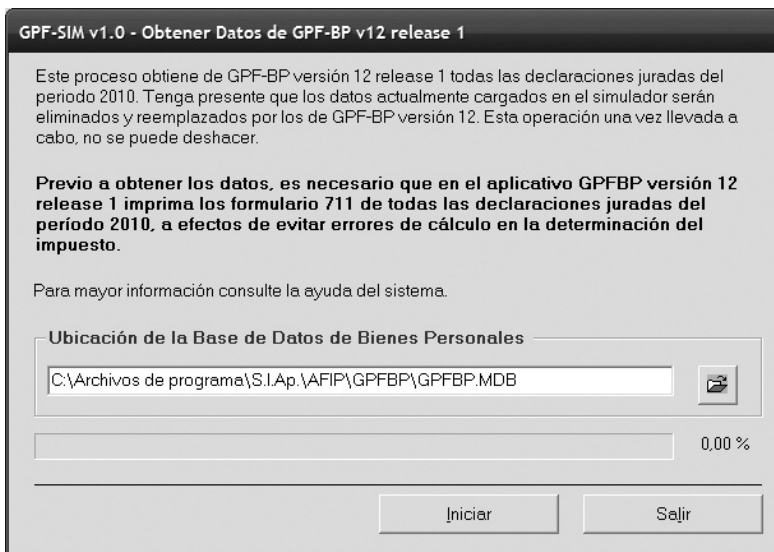 GPF-SIM v1.0 - Obtener Datos de GPF-BP v12 release 1
Este proceso obtiene de GPF-BP versión 12 release 1 todas las declaraciones juradas del
periodo 2010. Tenga presente que los datos actualmente cargados en el simulador serán
eliminados y reemplazados por los de GPF-BP versión 12. Esta operación una vez llevada a
cabo, no se puede deshacer.
Previo a obtener los datos, es necesario que en el aplicativo GPFBP versión 12
release 1 imprima los formulario 711 de todas las declaraciones juradas del
período 2010, a efectos de evitar errores de cálculo en la determinación del
impuesto.
Para mayor información consulte la ayuda del sistema.
Ubicación de la Base de Datos de Bienes Personales
C:\Archivos de programa\S.I.Ap.\AFIP\GPFBP\GPFBP.MDB
0,00 %
Iniciar
Salir